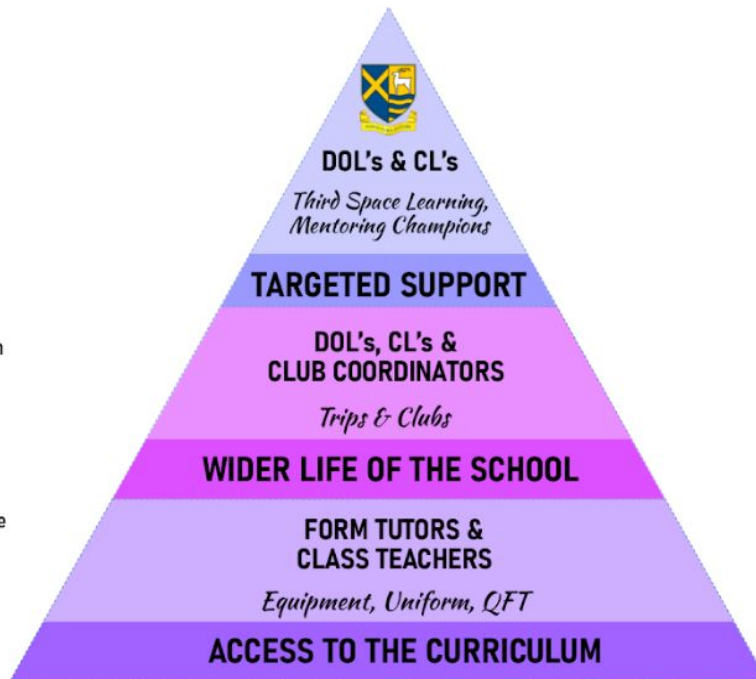 DOL's & CL's
Third Space Learning,
Mentoring Champions
TARGETED SUPPORT
DOL's, CL's &
CLUB COORDINATORS
Trips & Clubs
WIDER LIFE OF THE SCHOOL
FORM TUTORS &
CLASS TEACHERS
Equipment, Uniform, QFT
ACCESS TO THE CURRICULUM